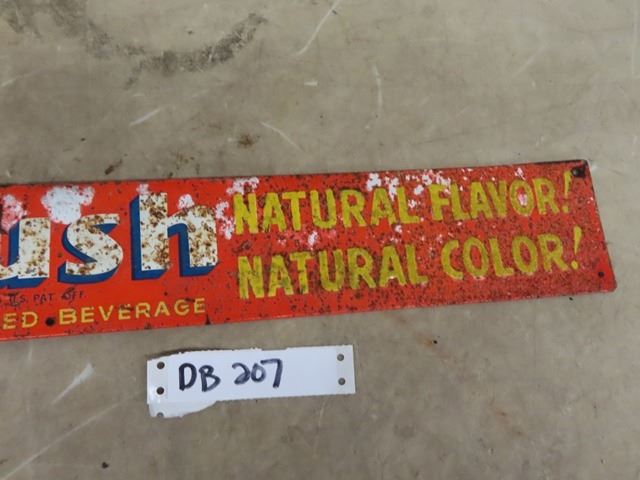 ush
NATURAL FLAVOR!
NATURAL COLOR!
U.S. PAT. OFF
ED BEVERAGE
DB 207